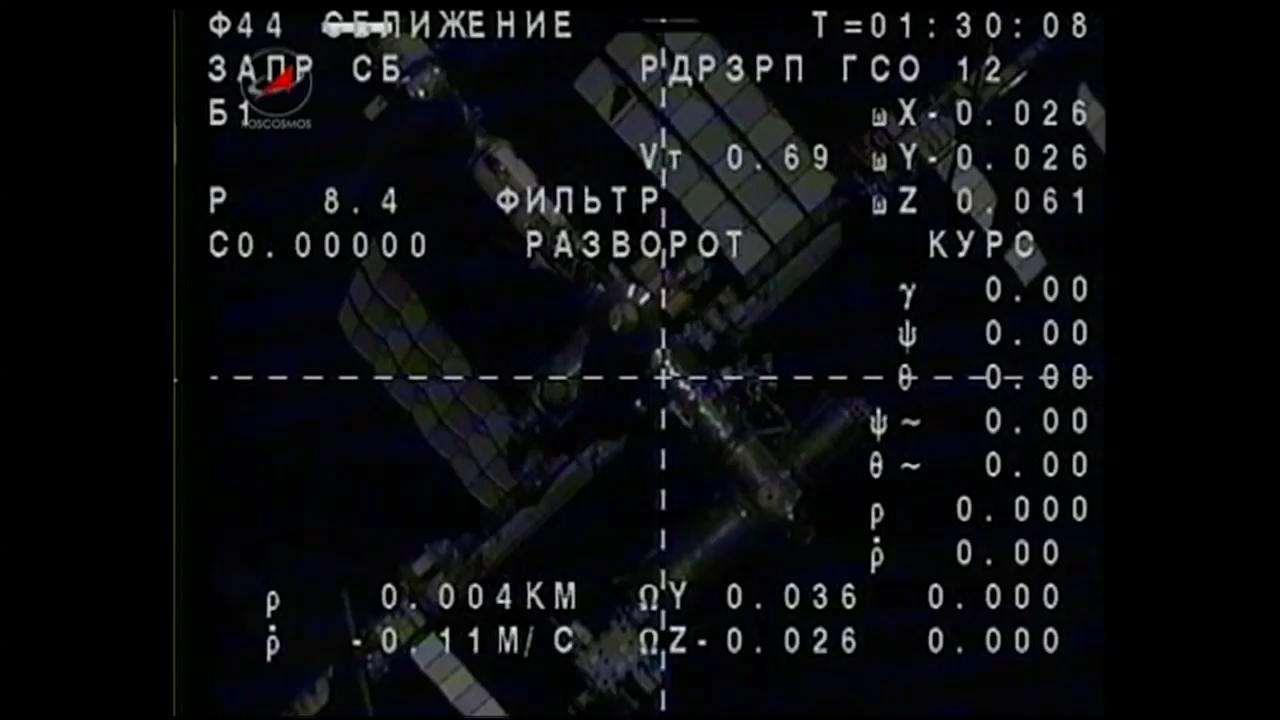 Ф44 СБЛИЖЕНИЕ T=01:30:08
ЗАПР СБ РДРЗРП ГСО 12
Б1 ωX-0.026
ROSCOSMOS
Vт 0.69 ωY-0.026
P 8.4 ФИЛЬТР ωZ 0.061
С0.00000 РАЗВОРОТ КУРС
γ 0.00
ψ 0.00
θ 0.00
ψ~ 0.00
θ~ 0.00
ρ 0.000
ρ̇ 0.00
ρ 0.004КМ ΩY 0.036 0.000
ρ̇ -0.11М/С ΩZ-0.026 0.000